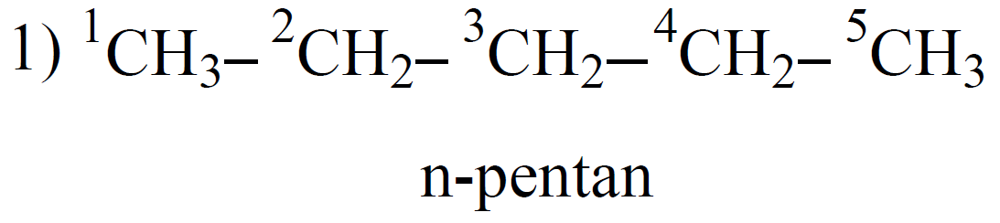 1) ¹CH₃– ²CH₂– ³CH₂– ⁴CH₂– ⁵CH₃
n-pentan